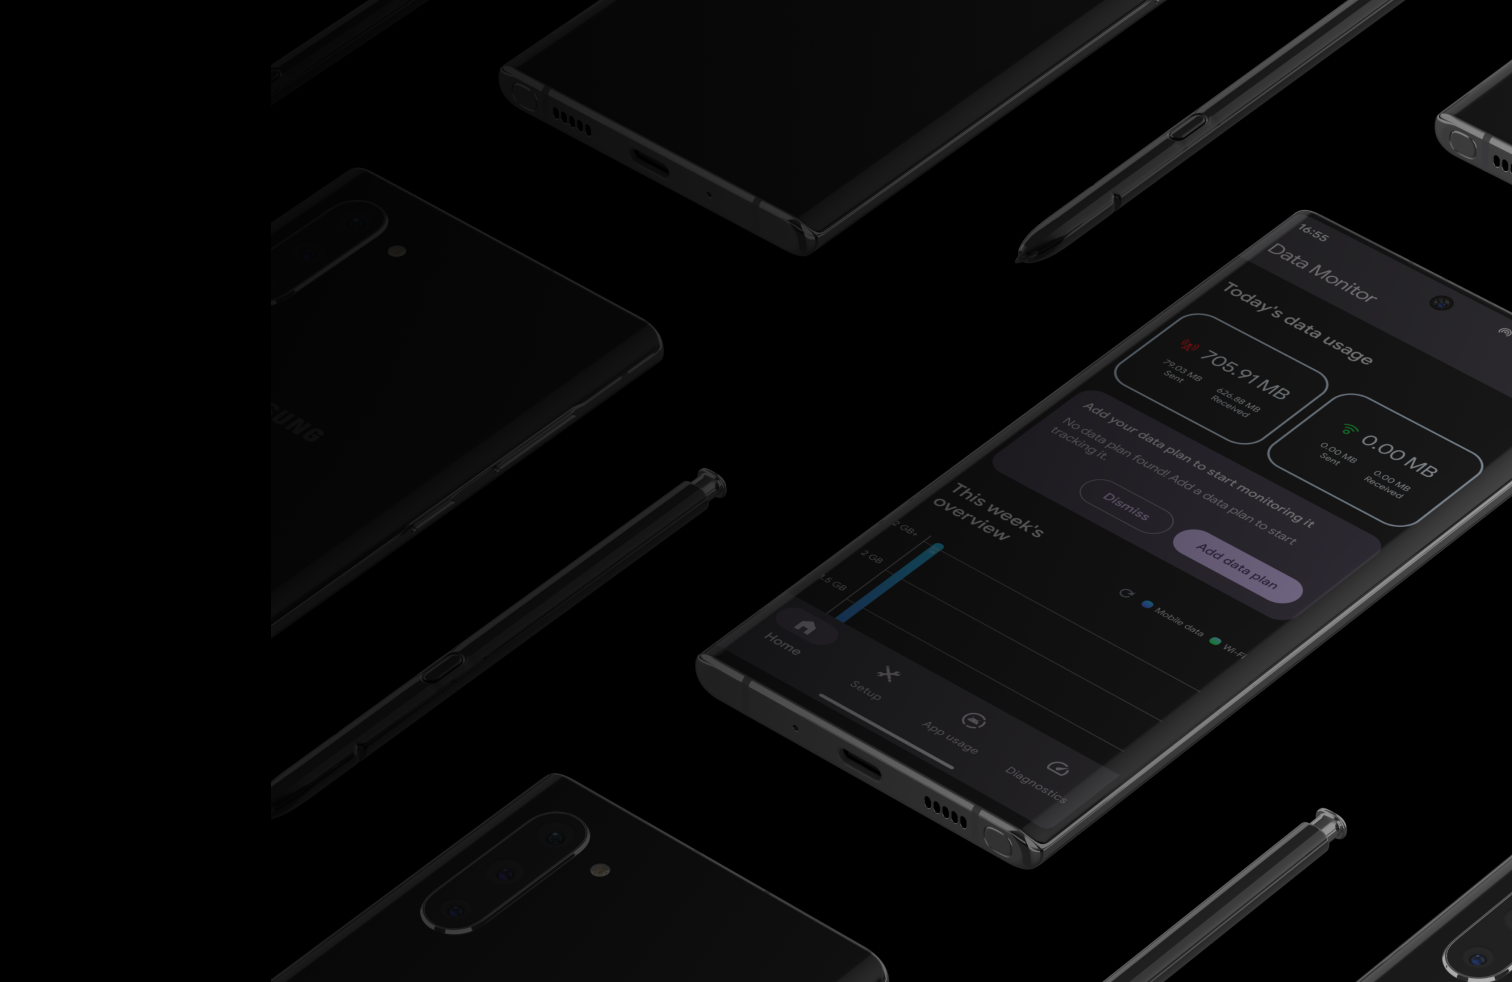 16:55
Data Monitor
Today's data usage
705.91 MB
79.03 MB
Sent
626.88 MB
Received
0.00 MB
0.00 MB
Sent
0.00 MB
Received
Add your data plan to start monitoring it
No data plan found! Add a data plan to start
tracking it.
Dismiss
Add data plan
This week's
overview
2 GB+
2 GB
.5 GB
Mobile data
Wi-Fi
Home
Setup
App usage
Diagnostics
SUNG